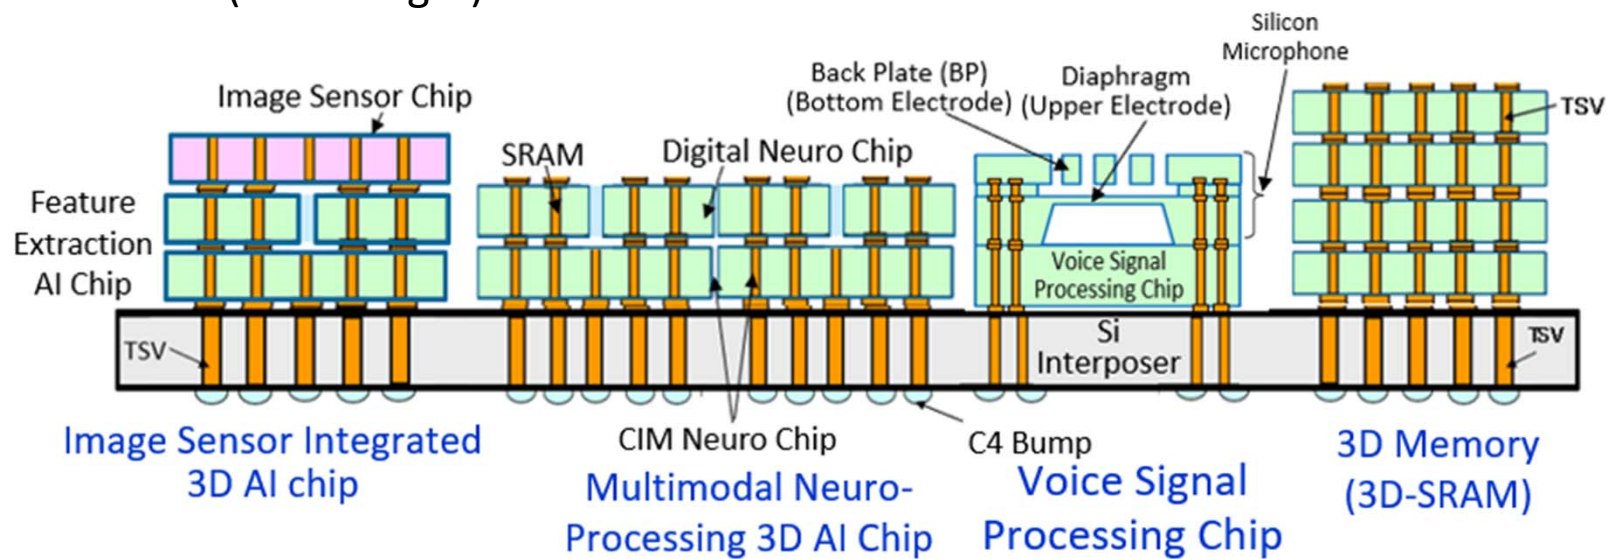 Silicon
Microphone
Back Plate (BP)
(Bottom Electrode)
Diaphragm
(Upper Electrode)
Image Sensor Chip
TSV
SRAM
Digital Neuro Chip
Feature
Extraction
AI Chip
Voice Signal
Processing Chip
TSV
Si
Interposer
TSV
CIM Neuro Chip
C4 Bump
Image Sensor Integrated
3D AI chip
Multimodal Neuro-
Processing 3D AI Chip
Voice Signal
Processing Chip
3D Memory
(3D-SRAM)